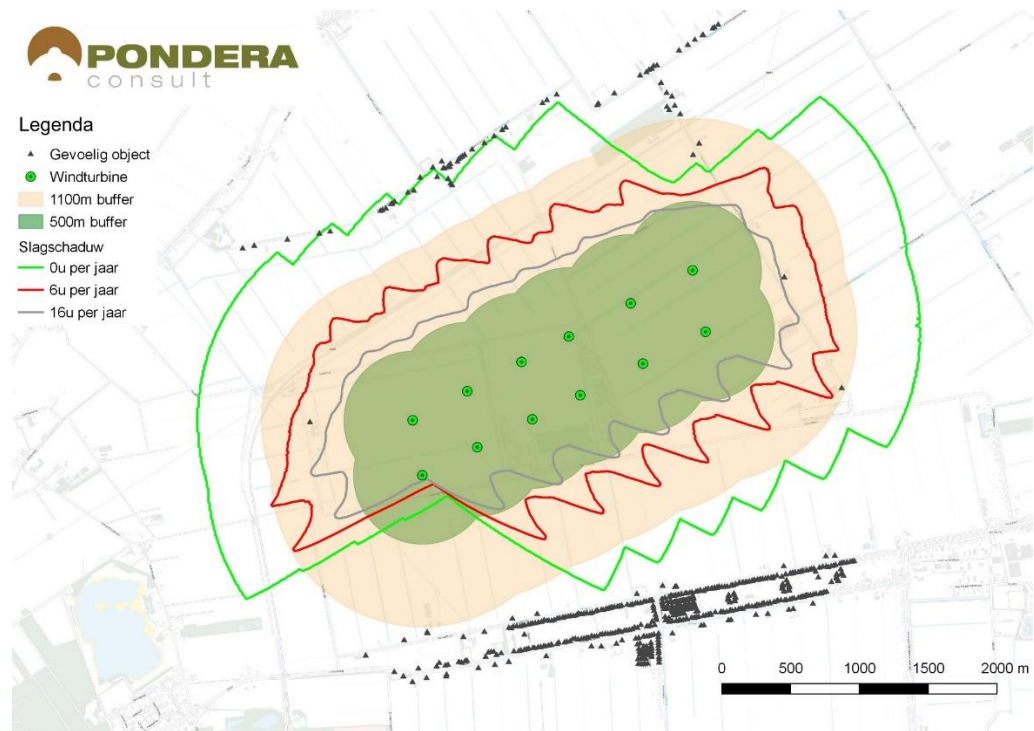 PONDERA
consult
Legenda
Gevoelig object
Windturbine
1100m buffer
500m buffer
Slagschaduw
0u per jaar
6u per jaar
16u per jaar
0 500 1000 1500 2000 m